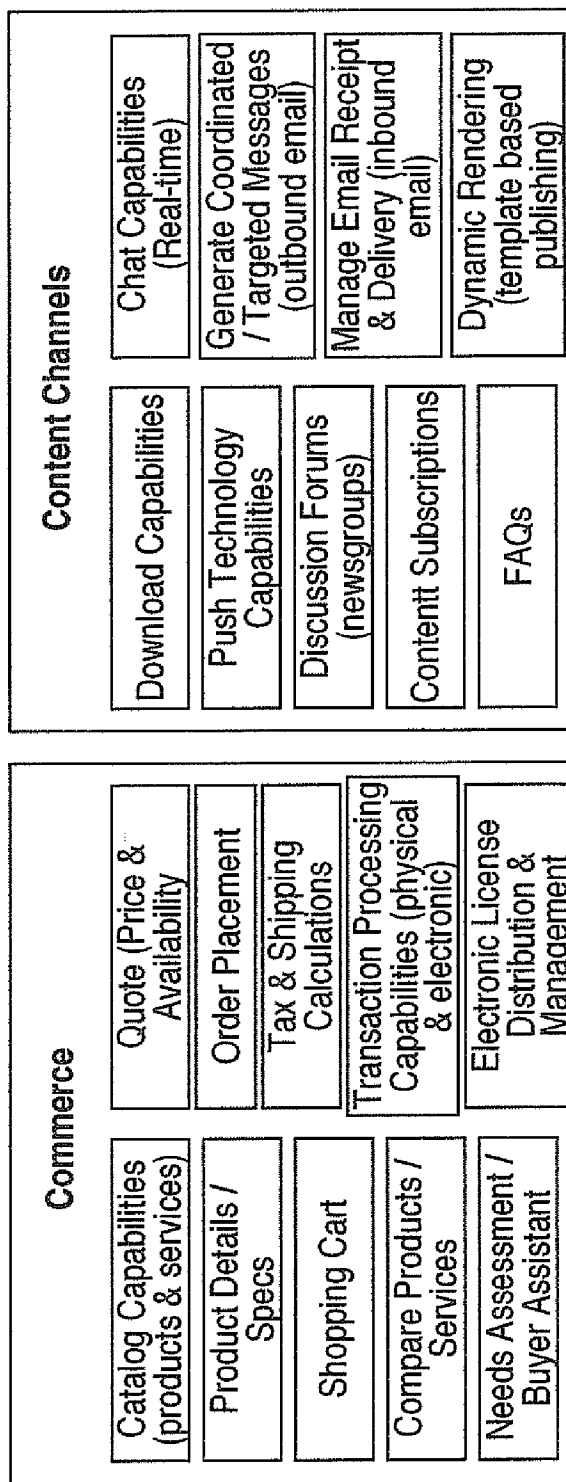 Commerce
Catalog Capabilities
(products & services)
Product Details /
Specs
Shopping Cart
Compare Products /
Services
Needs Assessment /
Buyer Assistant
Quote (Price &
Availability
Order Placement
Tax & Shipping
Calculations
Transaction Processing
Capabilities (physical
& electronic)
Electronic License
Distribution &
Management
Content Channels
Download Capabilities
Push Technology
Capabilities
Discussion Forums
(newsgroups)
Contentt Subscriptions
FAQs
Chat Capabilities
(Real-time)
Generate Coordinated
/ Targeted Messages
(outbound email)
Manage Email Receipt
& Delivery (inbound
email)
Dynamic Rendering
(template based
publishing)